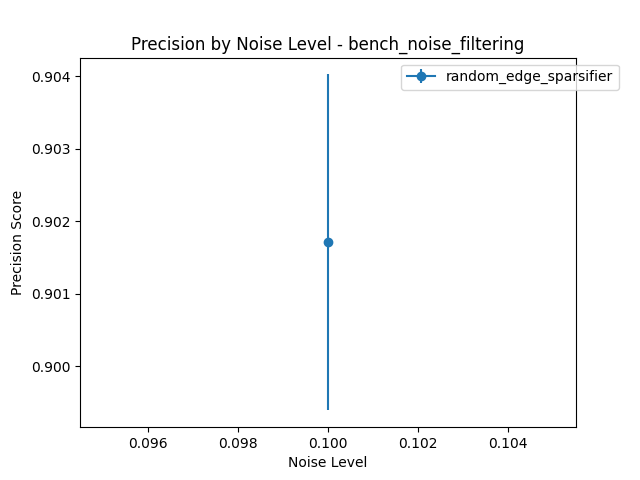 Precision by Noise Level - bench_noise_filtering
random_edge_sparsifier
Precision Score
0.904
0.903
0.902
0.901
0.900
0.096
0.098
0.100
0.102
0.104
Noise Level